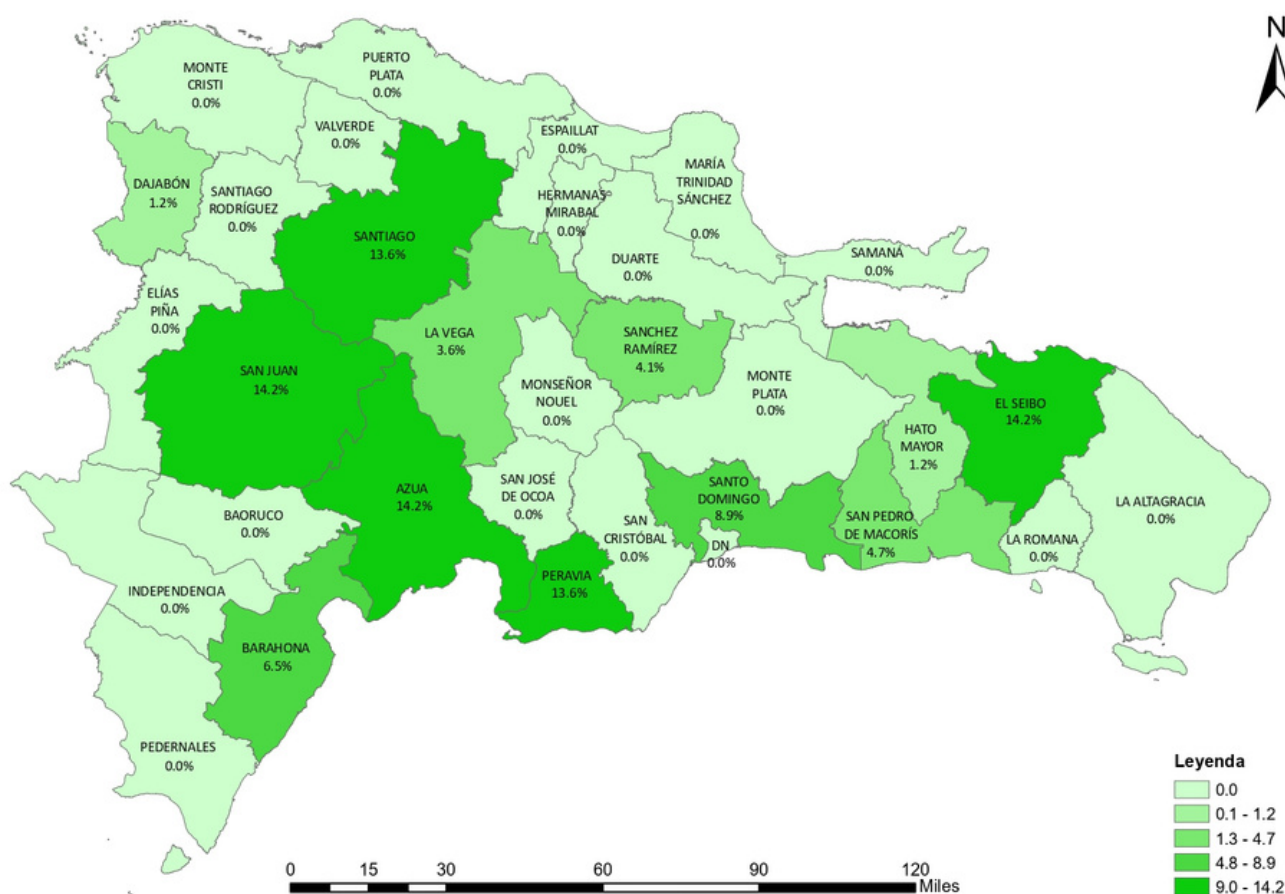 N
MONTE
CRISTI
0.0%
PUERTO
PLATA
0.0%
VALVERDE
0.0%
ESPAILLAT
0.0%
MARÍA
TRINIDAD
SÁNCHEZ
0.0%
DAJABÓN
1.2%
SANTIAGO
RODRÍGUEZ
0.0%
HERMANAS
MIRABAL
0.0%
SANTIAGO
13.6%
DUARTE
0.0%
SAMANÁ
0.0%
ELÍAS
PIÑA
0.0%
LA VEGA
3.6%
SANCHEZ
RAMÍREZ
4.1%
SAN JUAN
14.2%
MONSEÑOR
NOUEL
0.0%
MONTE
PLATA
0.0%
EL SEIBO
14.2%
HATO
MAYOR
1.2%
AZUA
14.2%
SAN JOSÉ
DE OCOA
0.0%
SANTO
DOMINGO
8.9%
LA ALTAGRACIA
0.0%
BAORUCO
0.0%
SAN
CRISTÓBAL
0.0%
DN
0.0%
SAN PEDRO
DE MACORÍS
4.7%
LA ROMANA
0.0%
INDEPENDENCIA
0.0%
PERAVIA
13.6%
BARAHONA
6.5%
PEDERNALES
0.0%
Leyenda
0.0
0.1 - 1.2
1.3 - 4.7
4.8 - 8.9
9.0 - 14.2
0 15 30 60 90 120
Miles